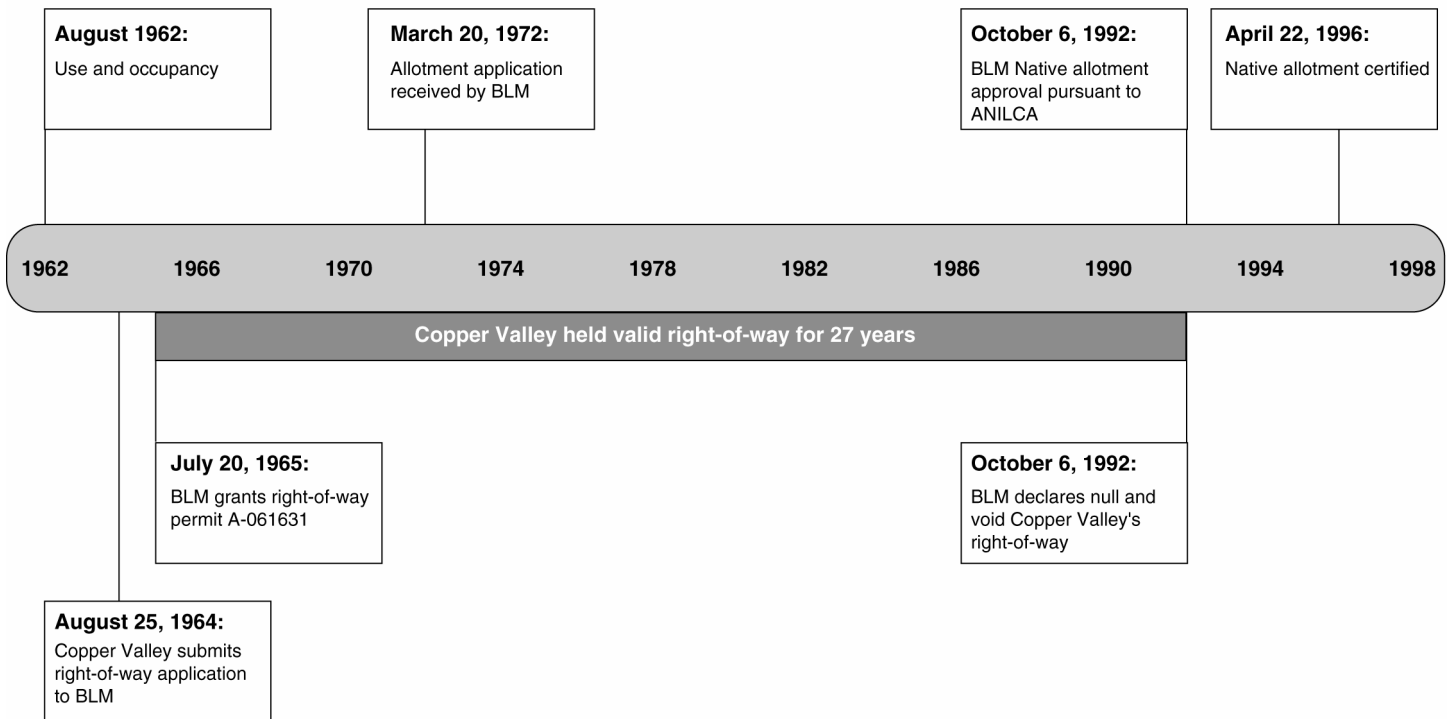 August 1962:
Use and occupancy
March 20, 1972:
Allotment application
received by BLM
October 6, 1992:
BLM Native allotment
approval pursuant to
ANILCA
April 22, 1996:
Native allotment certified
1962 1966 1970 1974 1978 1982 1986 1990 1994 1998
Copper Valley held valid right-of-way for 27 years
July 20, 1965:
BLM grants right-of-way
permit A-061631
October 6, 1992:
BLM declares null and
void Copper Valley's
right-of-way
August 25, 1964:
Copper Valley submits
right-of-way application
to BLM